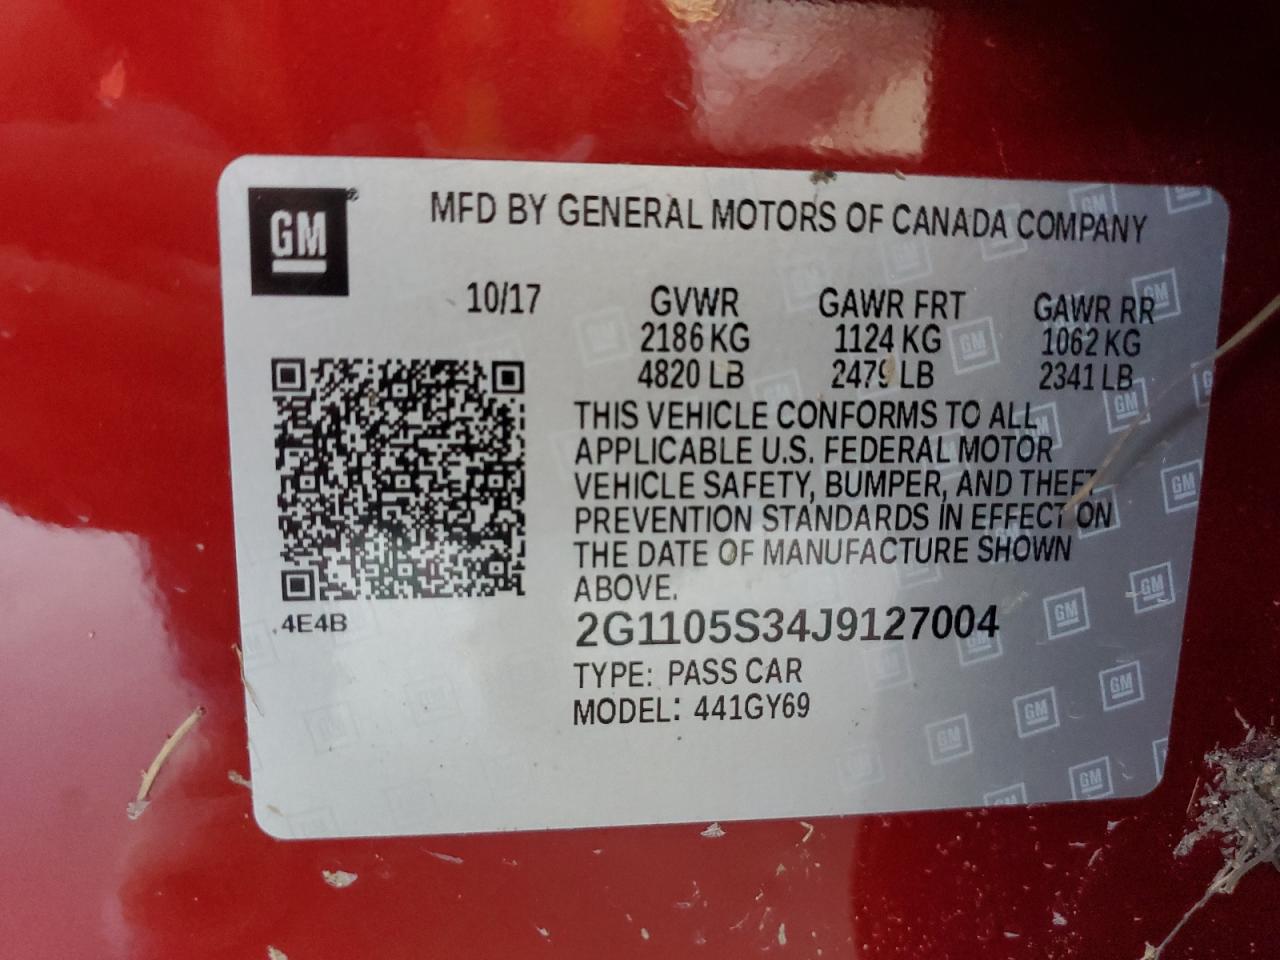 GM®
MFD BY GENERAL MOTORS OF CANADA COMPANY
10/17 GVWR GAWR FRT GAWR RR
2186 KG 1124 KG 1062 KG
4820 LB 2479 LB 2341 LB
THIS VEHICLE CONFORMS TO ALL
APPLICABLE U.S. FEDERAL MOTOR
VEHICLE SAFETY, BUMPER, AND THEFT
PREVENTION STANDARDS IN EFFECT ON
THE DATE OF MANUFACTURE SHOWN
ABOVE.
4E4B
2G1105S34J9127004
TYPE: PASS CAR
MODEL: 441GY69